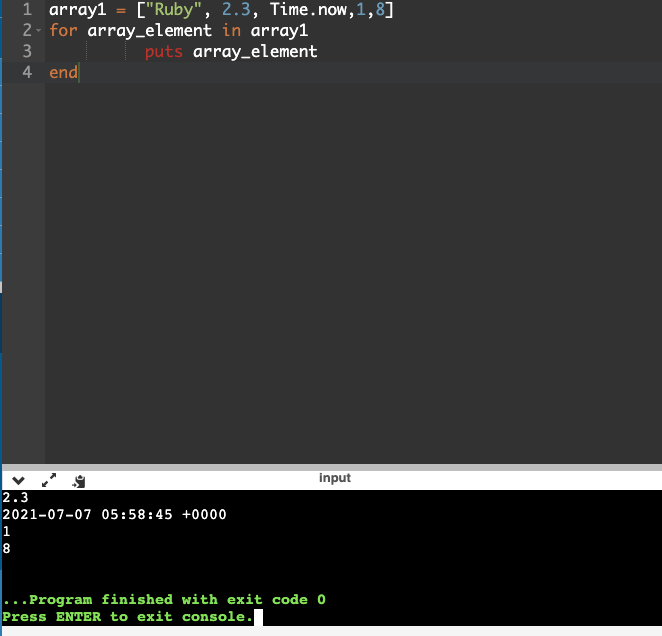 1 array1 = ["Ruby", 2.3, Time.now,1,8]
2 for array_element in array1
3 puts array_element
4 end
input
2.3
2021-07-07 05:58:45 +0000
1
8
...Program finished with exit code 0
Press ENTER to exit console.